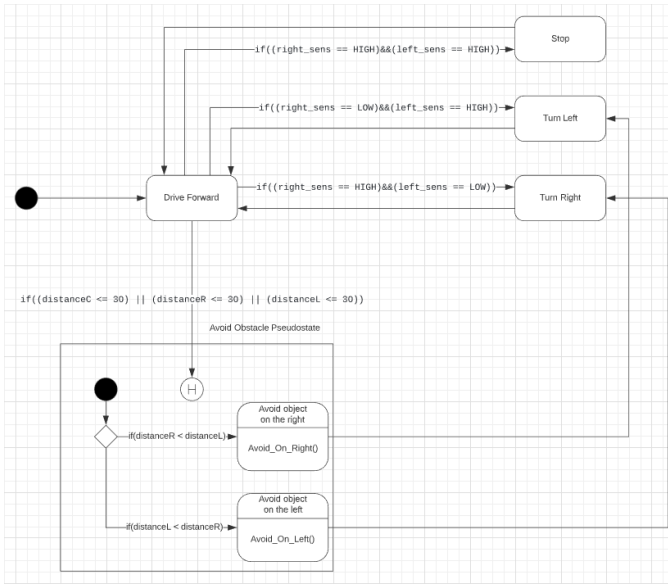 Stop
if((right_sens == HIGH)&&(left_sens == HIGH))
if((right_sens == LOW)&&(left_sens == HIGH))
Turn Left
if((right_sens == HIGH)&&(left_sens == LOW))
Drive Forward
Turn Right
if((distanceC <= 30) || (distanceR <= 30) || (distanceL <= 30))
Avoid Obstacle Pseudostate
H
Avoid object
on the right
if(distanceR < distanceL)
Avoid_On_Right()
Avoid object
on the left
if(distanceL < distanceR)
Avoid_On_Left()